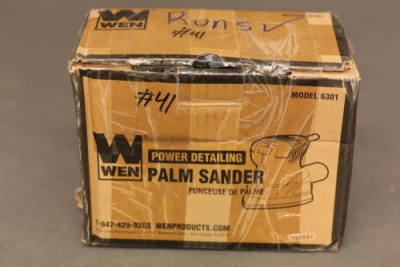 WEN
Runs ✓
#41
#41
MODEL 6301
WEN
POWER DETAILING
PALM SANDER
PONCEUSE DE PALME
1-847-429-9263 WENPRODUCTS.COM